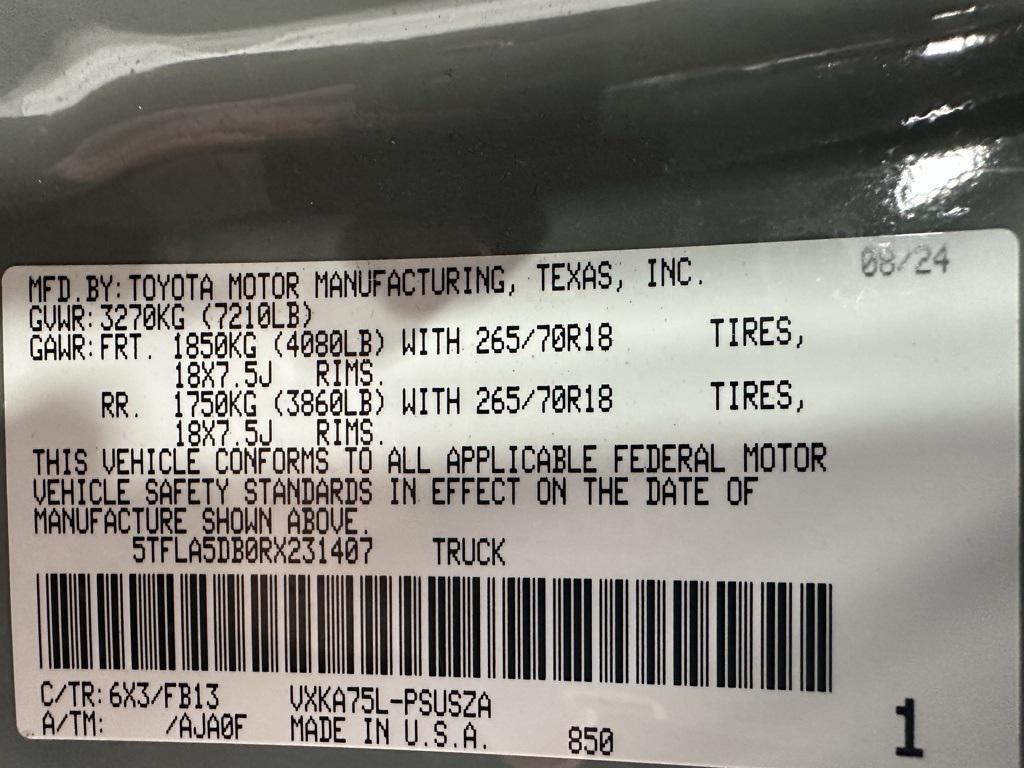 08/24
MFD.BY: TOYOTA MOTOR MANUFACTURING, TEXAS, INC.
GVWR: 3270KG (7210LB)
GAWR: FRT. 1850KG (4080LB) WITH 265/70R18 TIRES,
18X7.5J RIMS.
RR. 1750KG (3860LB) WITH 265/70R18 TIRES,
18X7.5J RIMS.
THIS VEHICLE CONFORMS TO ALL APPLICABLE FEDERAL MOTOR
VEHICLE SAFETY STANDARDS IN EFFECT ON THE DATE OF
MANUFACTURE SHOWN ABOVE.
5TFLA5DB0RX231407 TRUCK
C/TR: 6X3/FB13 VXKA75L-PSUSZA
A/TM: /AJA0F MADE IN U.S.A. 850 1